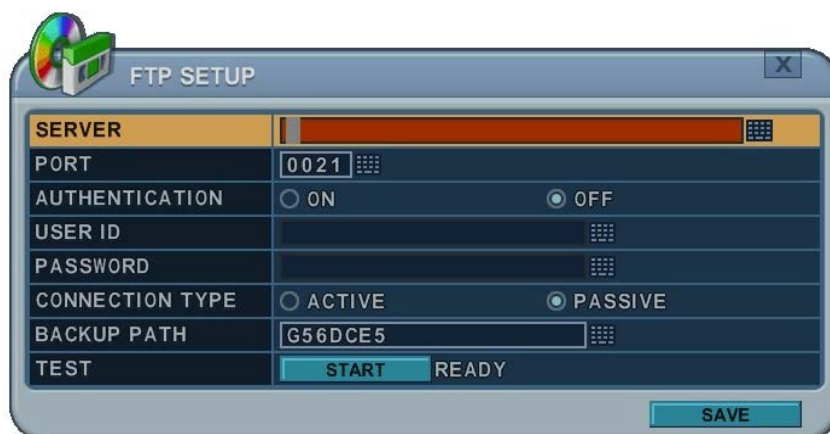 FTP SETUP X
SERVER
PORT 0021
AUTHENTICATION ON OFF
USER ID
PASSWORD
CONNECTION TYPE ACTIVE PASSIVE
BACKUP PATH G56DCE5
TEST START READY
SAVE